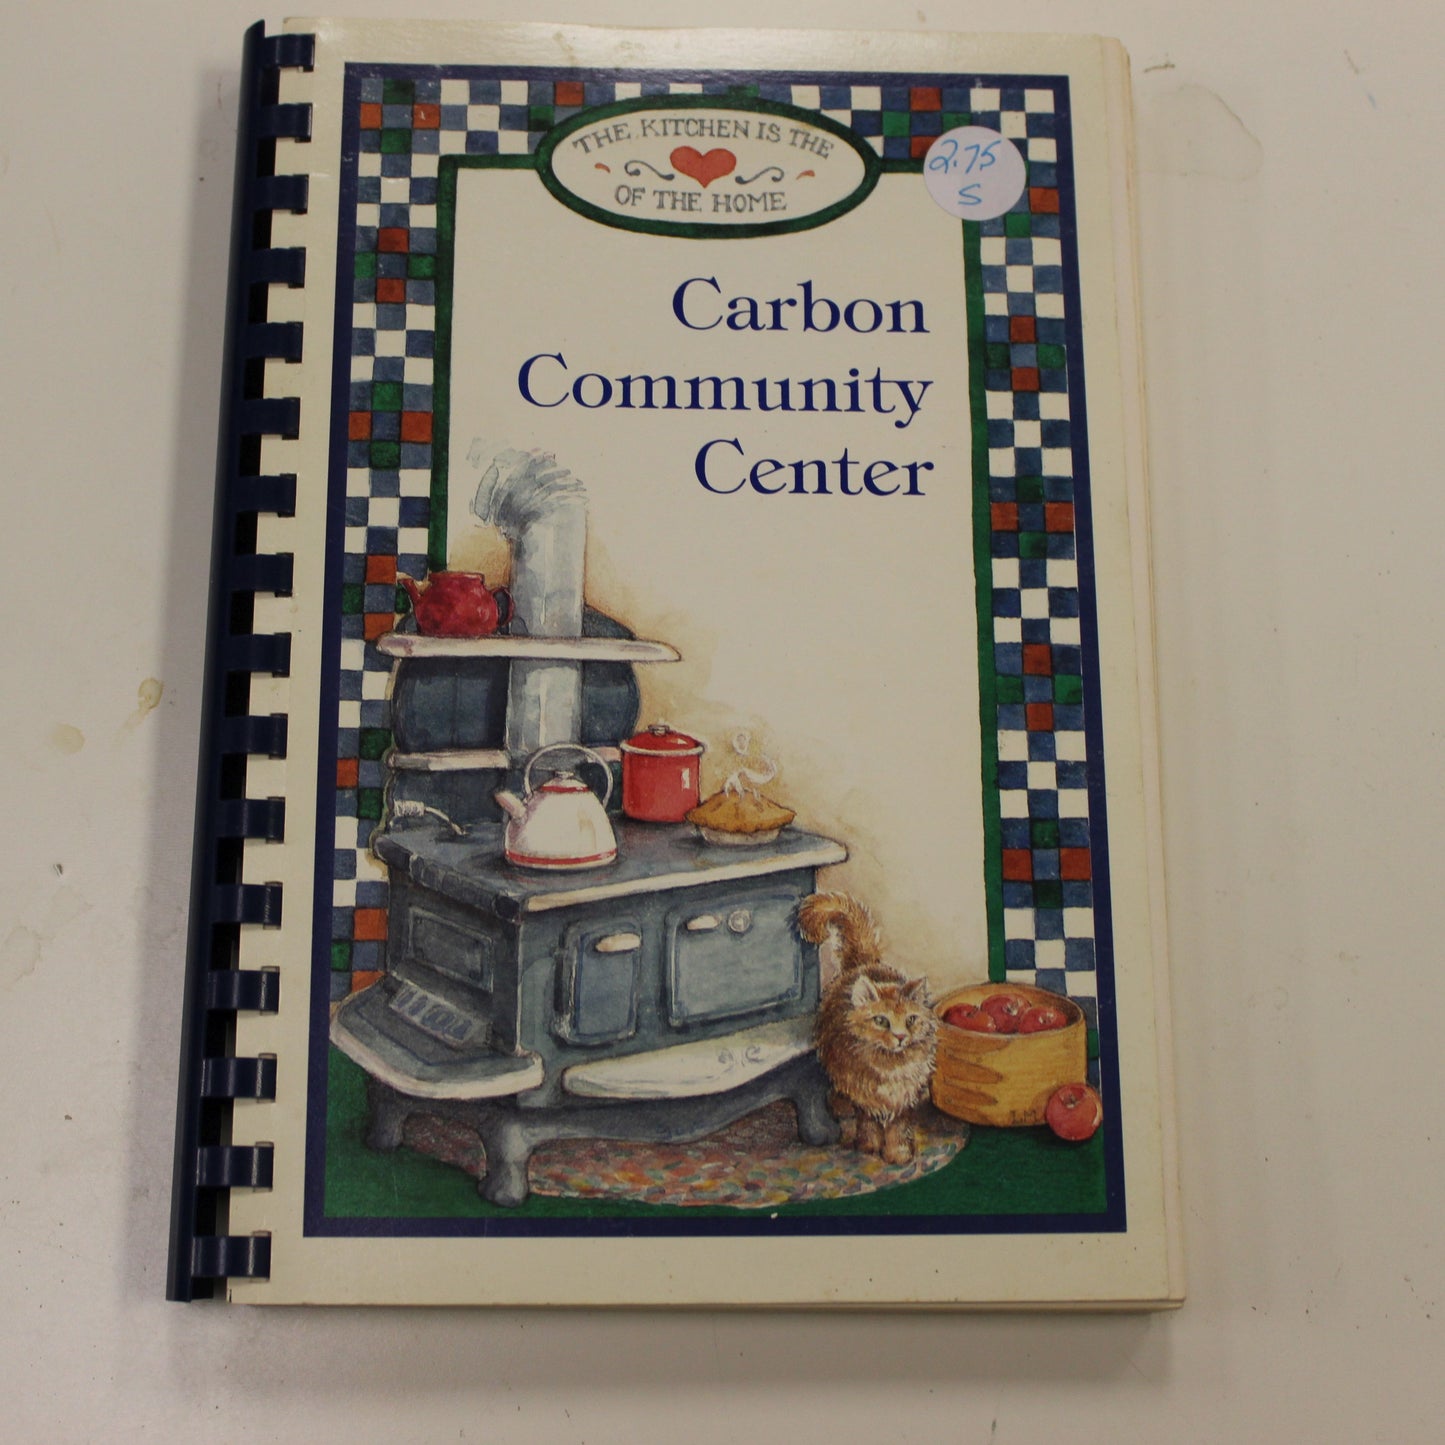 THE KITCHEN IS THE
OF THE HOME
2.75
S
Carbon
Community
Center
I.M.